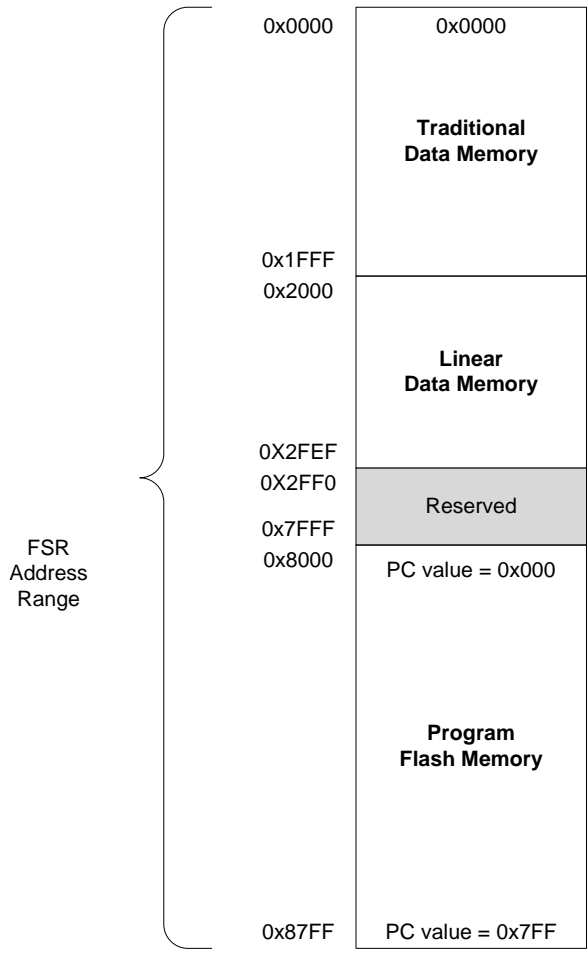 0x0000
0x0000
Traditional
Data Memory
0x1FFF
0x2000
Linear
Data Memory
0X2FEF
0X2FF0
Reserved
0x7FFF
0x8000
PC value = 0x000
FSR
Address
Range
Program
Flash Memory
0x87FF
PC value = 0x7FF